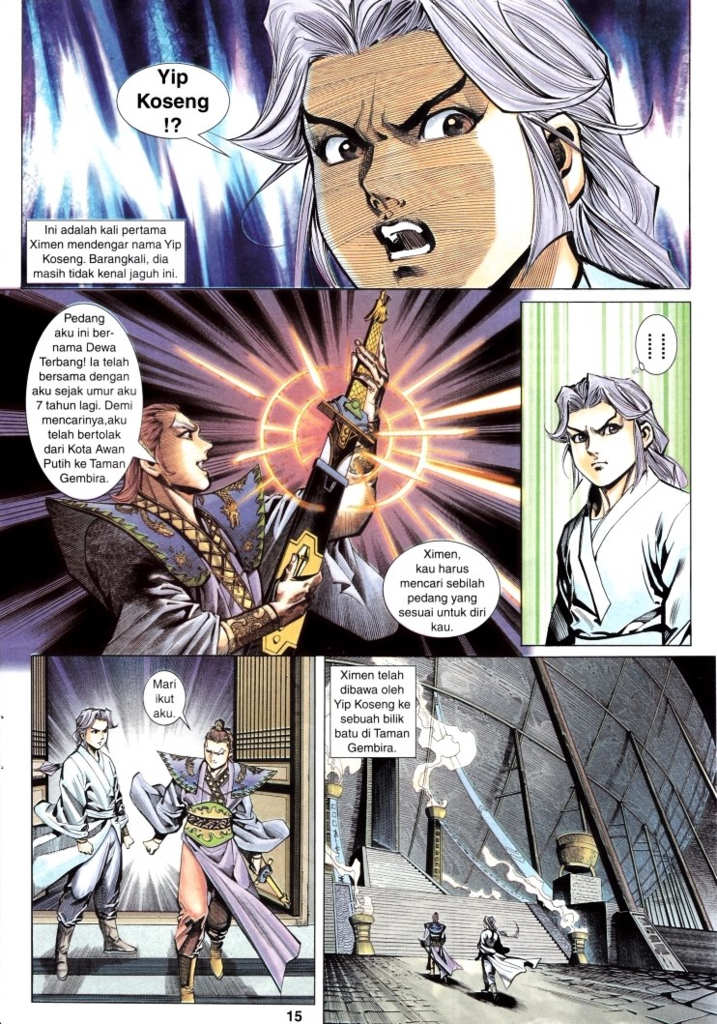 Yip
Koseng
!?
Ini adalah kali pertama
Ximen mendengar nama Yip
Koseng. Barangkali, dia
masih tidak kenal jaguh ini.
Pedang
aku ini ber-
nama Dewa
Terbang! Ia telah
bersama dengan
aku sejak umur aku
7 tahun lagi. Demi
mencarinya,aku
telah bertolak
dari Kota Awan
Putih ke Taman
Gembira.
Ximen,
kau harus
mencari sebilah
pedang yang
sesuai untuk diri
kau.
Mari
ikut
aku.
Ximen telah
dibawa oleh
Yip Koseng ke
sebuah bilik
batu di Taman
Gembira.
15